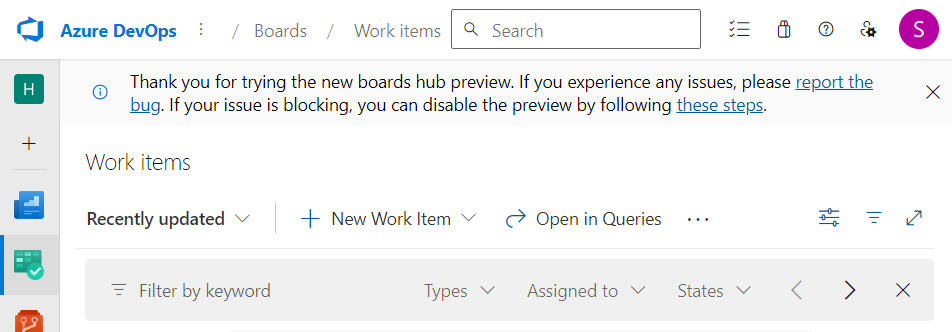 Azure DevOps / Boards / Work items Search S
H
Thank you for trying the new boards hub preview. If you experience any issues, please report the
bug. If your issue is blocking, you can disable the preview by following these steps.
Work items
Recently updated New Work Item Open in Queries
Filter by keyword Types Assigned to States